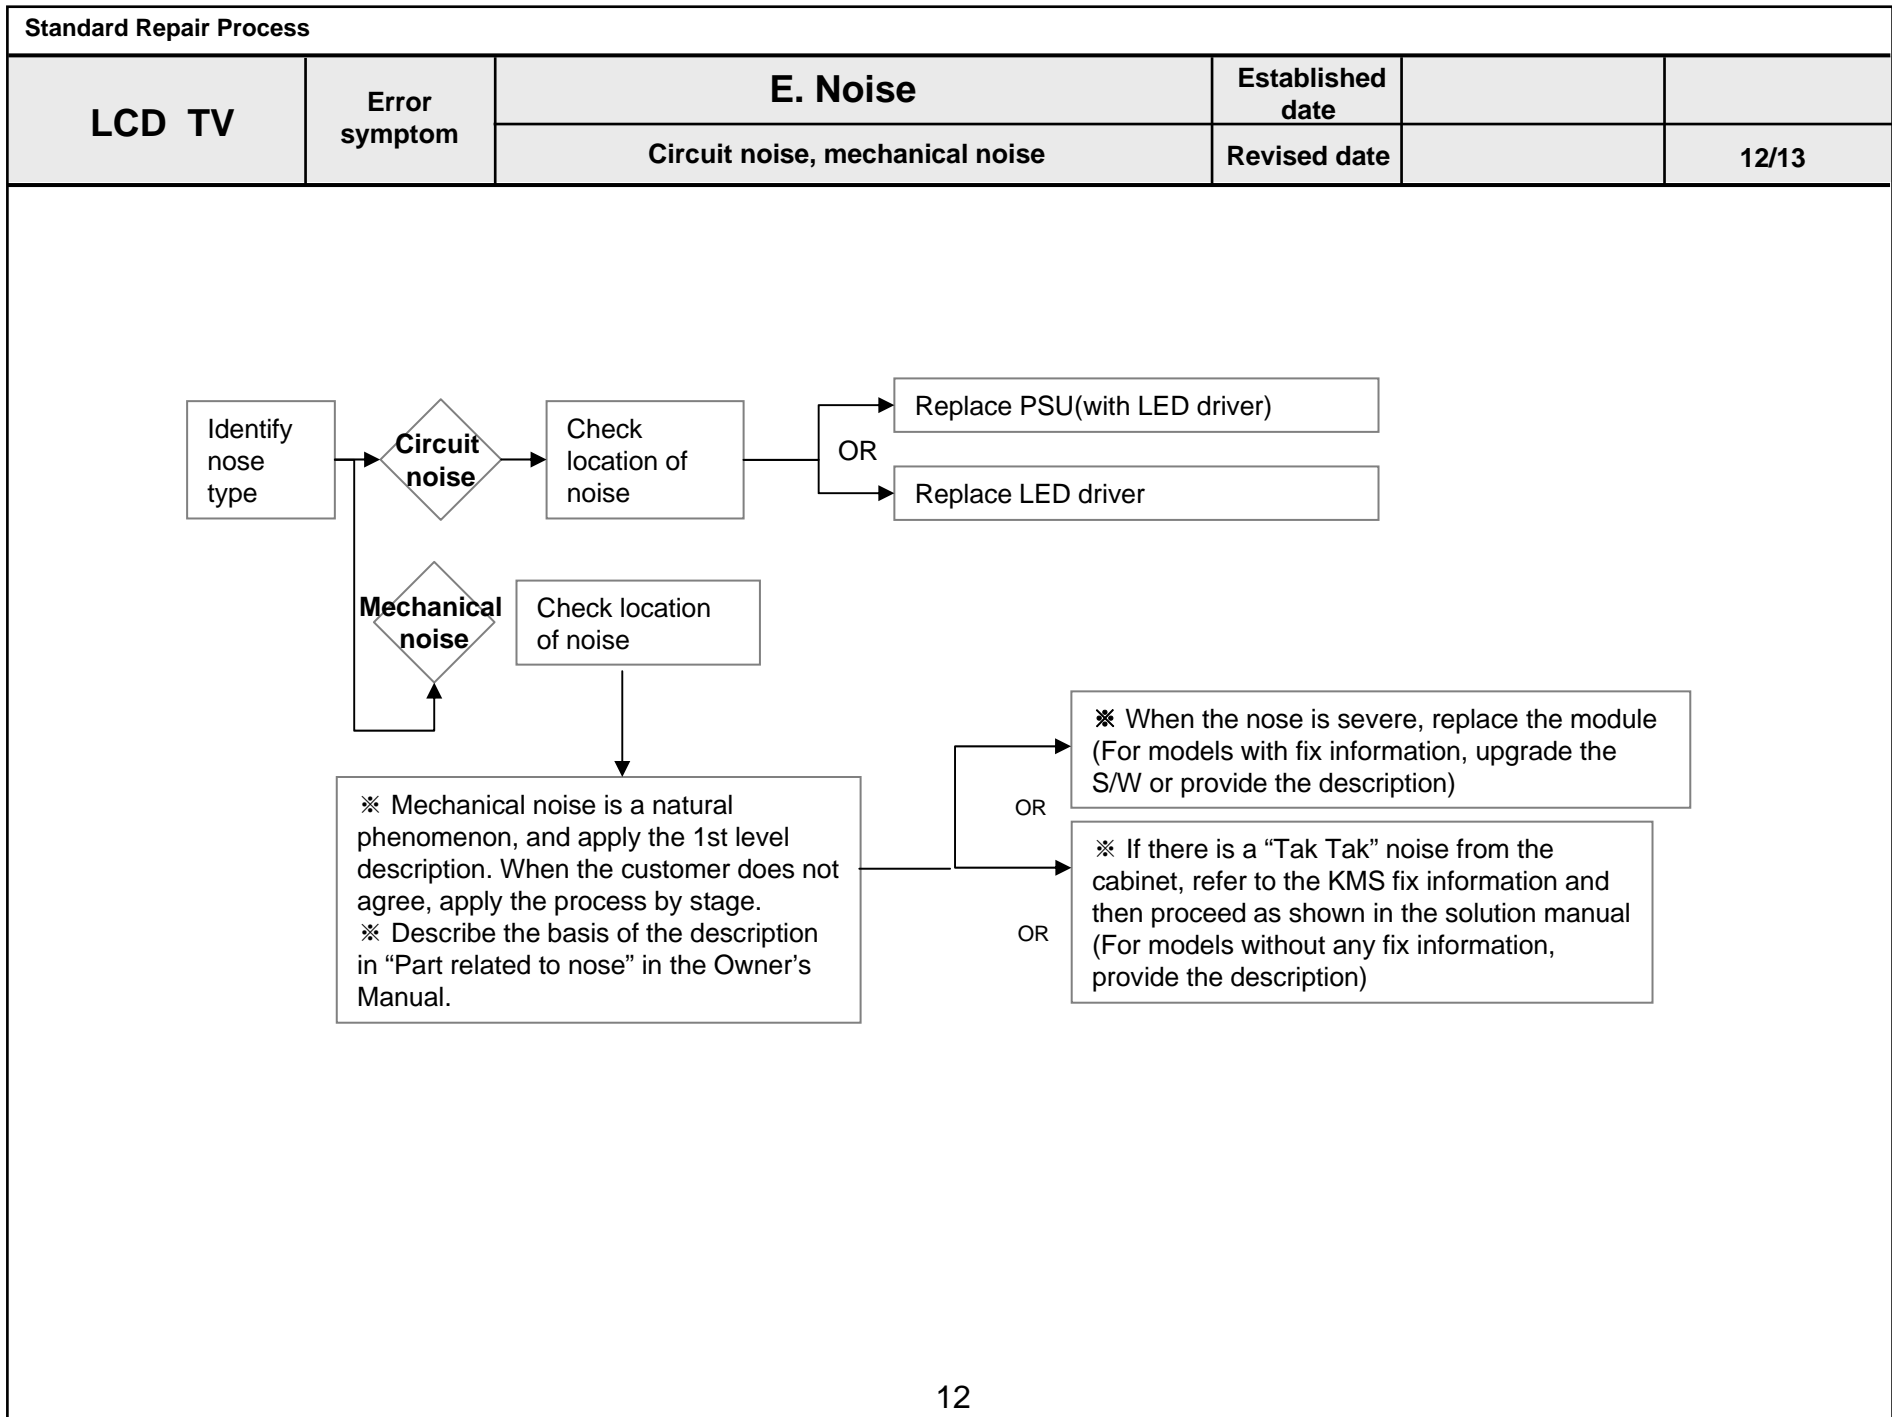 Standard Repair Process
LCD TV
Error
symptom
E. Noise
Circuit noise, mechanical noise
Established
date
Revised date
12/13
Identify
nose
type
Circuit
noise
Check
location of
noise
Replace PSU(with LED driver)
OR
Replace LED driver
Mechanical
noise
Check location
of noise
※ Mechanical noise is a natural
phenomenon, and apply the 1st level
description. When the customer does not
agree, apply the process by stage.
※ Describe the basis of the description
in “Part related to nose” in the Owner’s
Manual.
※ When the nose is severe, replace the module
(For models with fix information, upgrade the
S/W or provide the description)
OR
※ If there is a “Tak Tak” noise from the
cabinet, refer to the KMS fix information and
then proceed as shown in the solution manual
(For models without any fix information,
provide the description)
OR
12